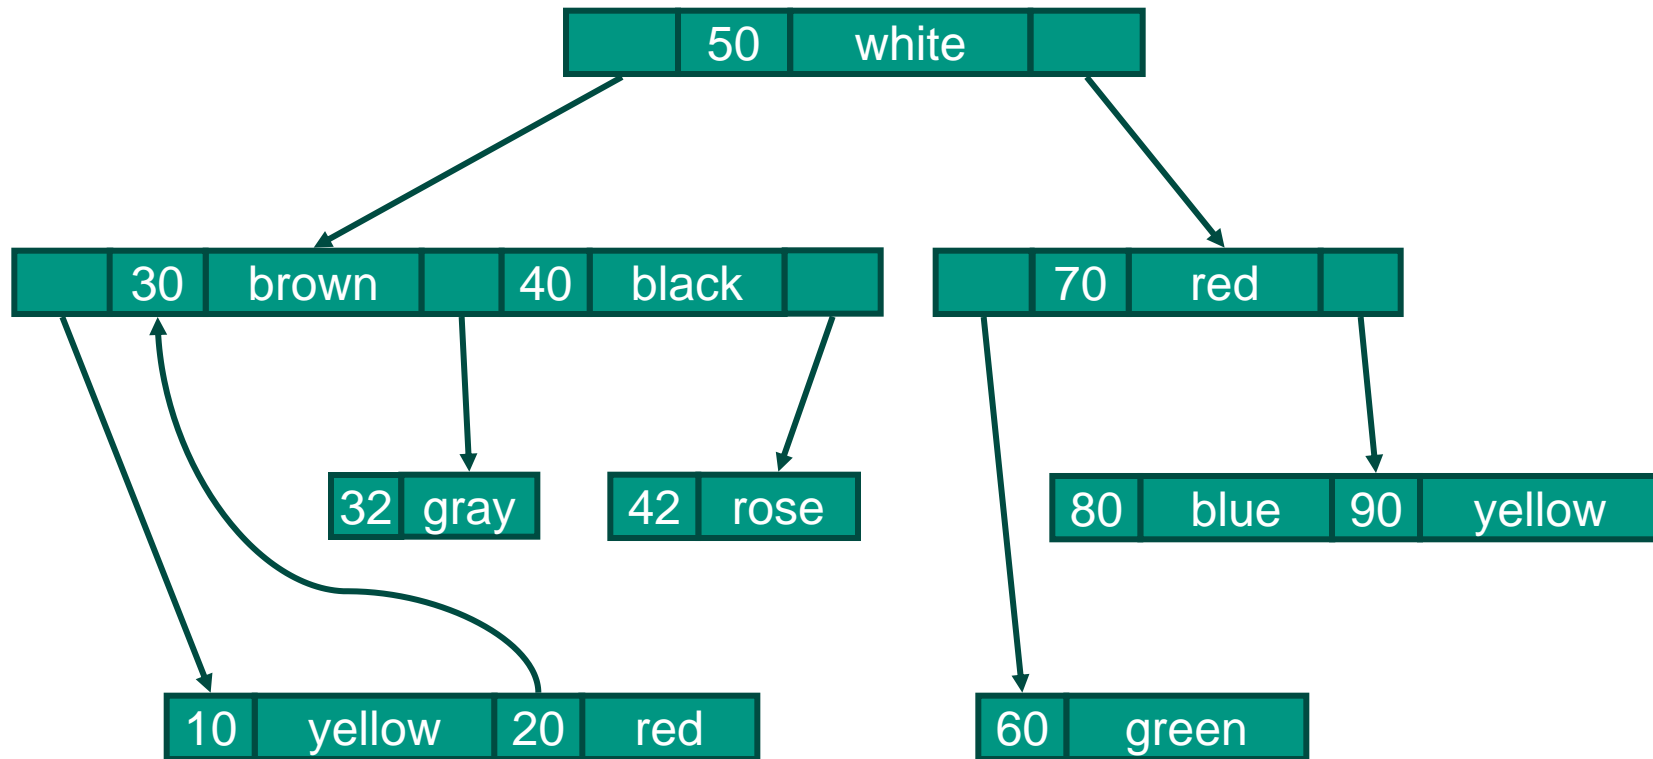 50 white
30 brown 40 black
70 red
32 gray
42 rose
80 blue 90 yellow
10 yellow 20 red
60 green